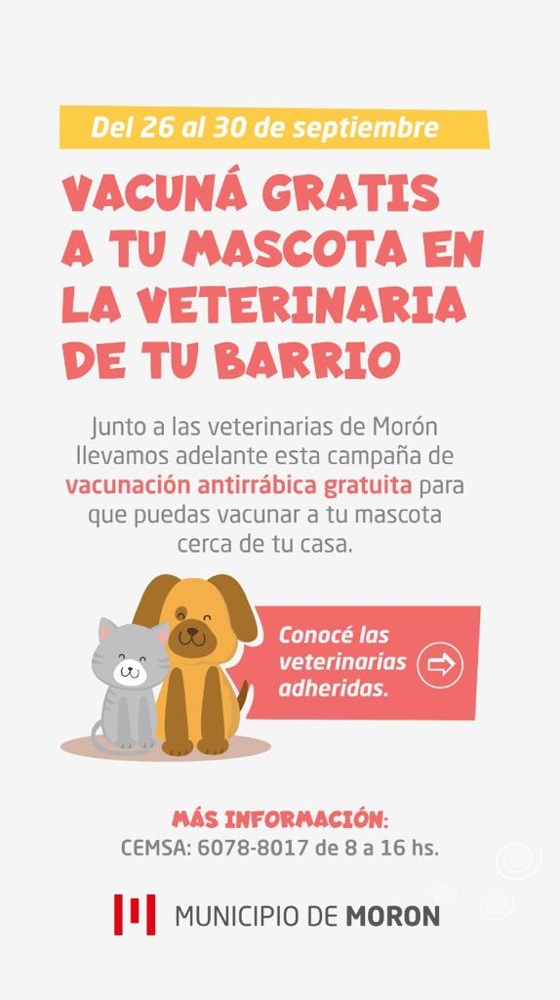 Del 26 al 30 de septiembre
VACUNÁ GRATIS
A TU MASCOTA EN
LA VETERINARIA
DE TU BARRIO
Junto a las veterinarias de Morón
llevamos adelante esta campaña de
vacunación antirrábica gratuita para
que puedas vacunar a tu mascota
cerca de tu casa.
Conocé las
veterinarias
adheridas.
MÁS INFORMACIÓN:
CEMSA: 6078-8017 de 8 a 16 hs.
MUNICIPIO DE MORON